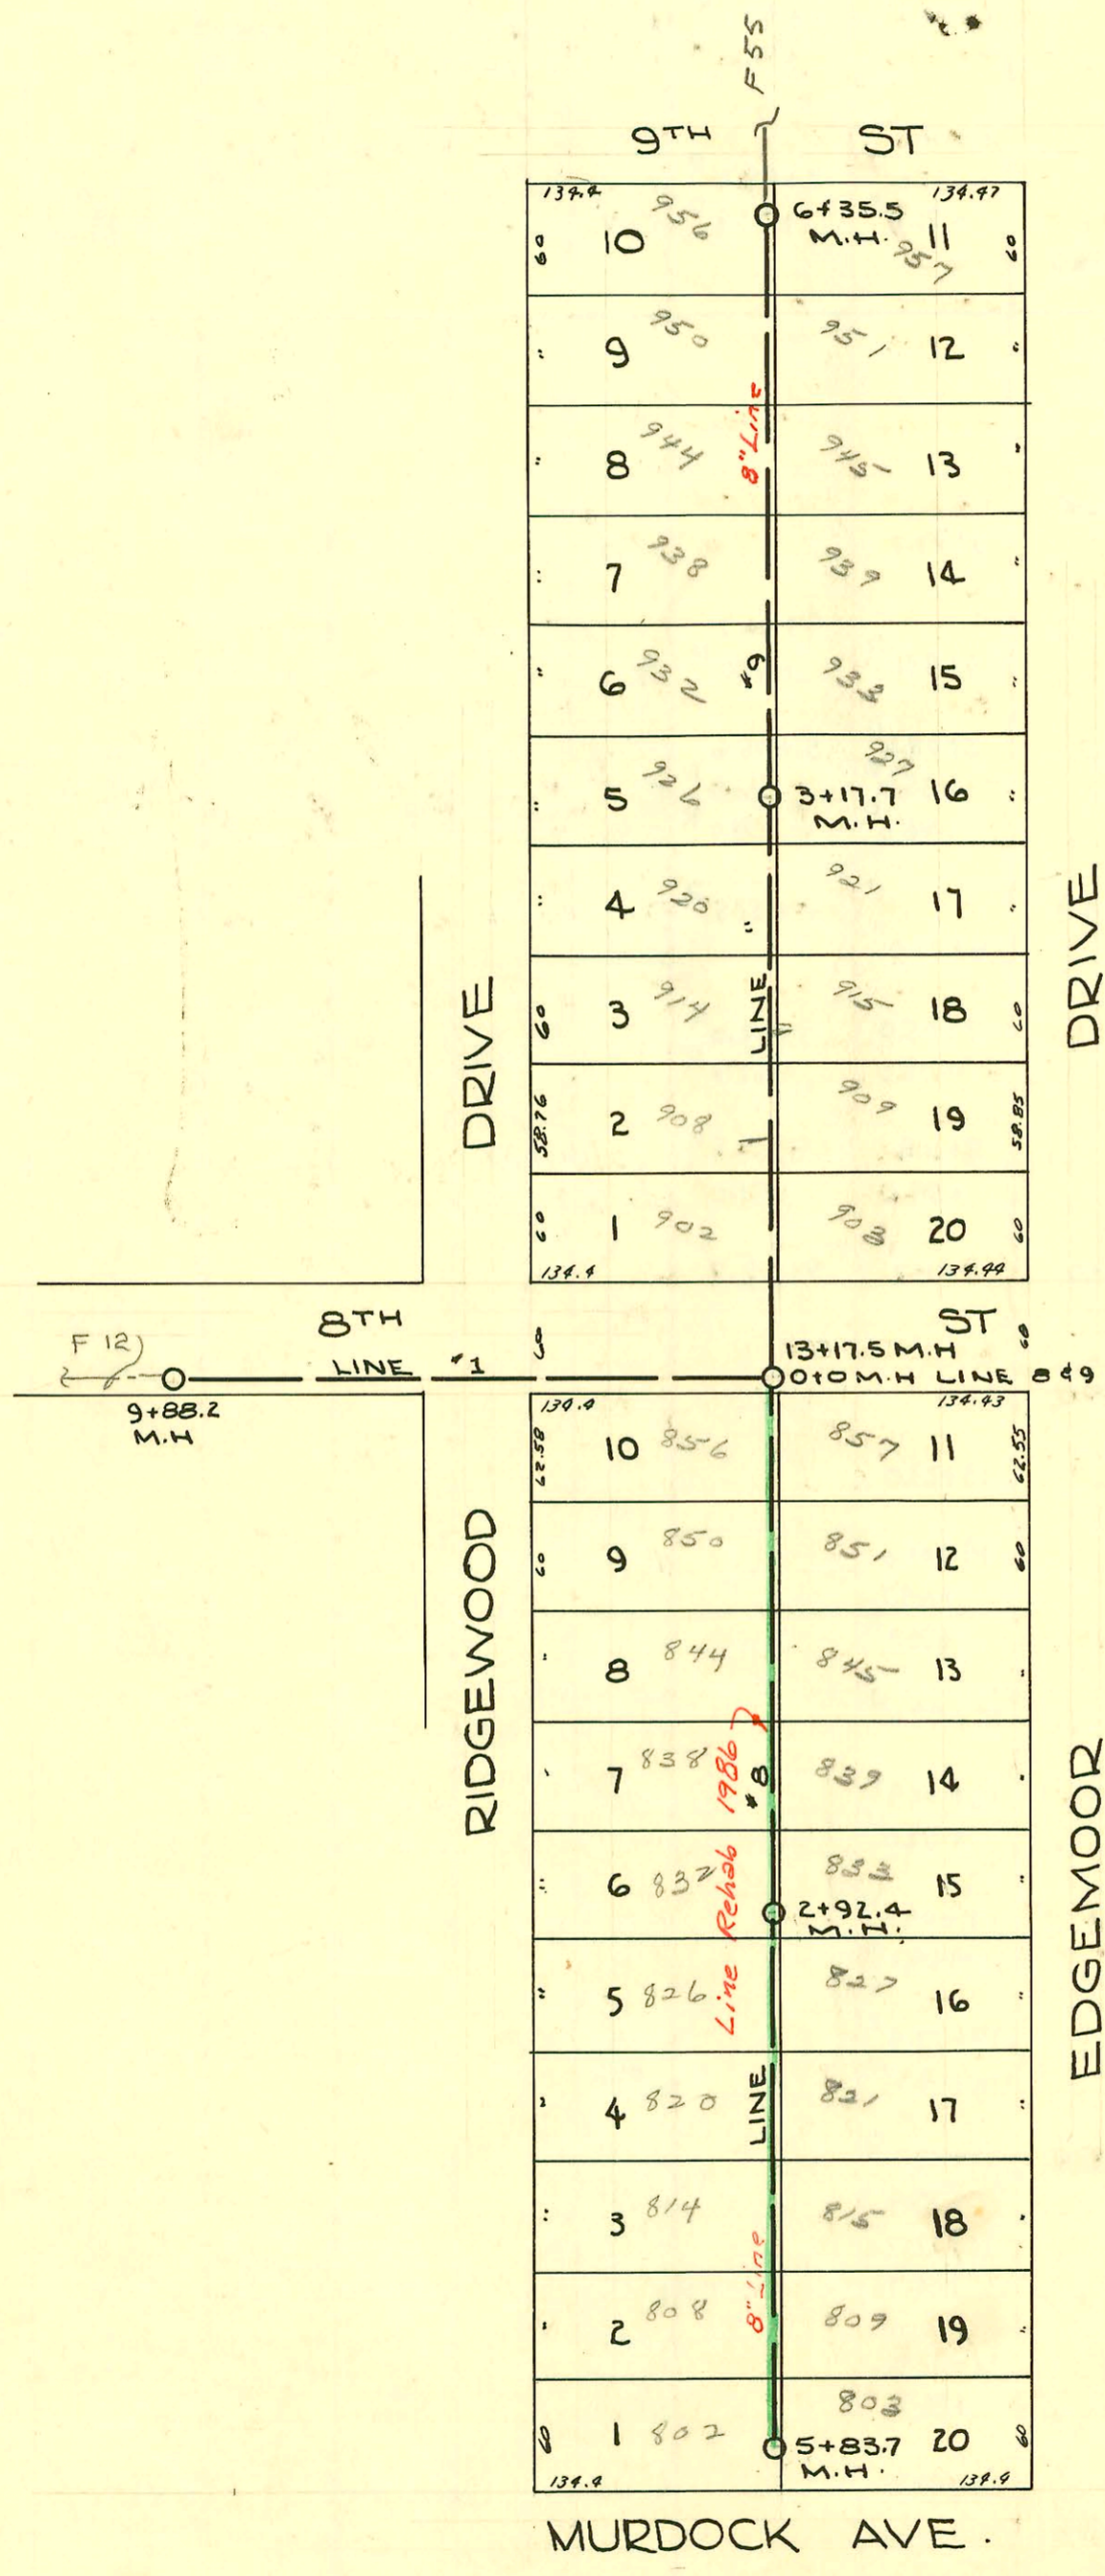 F 55
9TH ST
134.4
134.47
60 10 956
6+35.5
M.H.
11 957 60
" 9 950
951 12 "
8" Line
" 8 944
945 13 "
" 7 938
939 14 "
#9
" 6 932
933 15 "
927
" 5 926
3+17.7
M.H.
16 "
" 4 920 "
921 17 "
DRIVE
DRIVE
60 3 914
LINE
915 18 60
58.76 2 908
909 19 58.85
60 1 902
903 20 60
134.4
134.44
8TH ST
60
60
F 12
LINE #1
13+17.5 M.H
0+0 M.H LINE 8 & 9
9+88.2
M.H
134.4
134.43
62.58 10 856
857 11 62.55
RIDGEWOOD
60 9 850
851 12 60
" 8 844
845 13 "
Line Rehab 1986
#8
" 7 838
839 14 "
EDGEMOOR
" 6 832
833 15 "
2+92.4
M.H.
" 5 826
827 16 "
LINE
" 4 820
821 17 "
" 3 814
815 18 "
8" Line
" 2 808
809 19 "
803
60 1 802
5+83.7
M.H.
20 60
134.4
134.4
MURDOCK AVE.